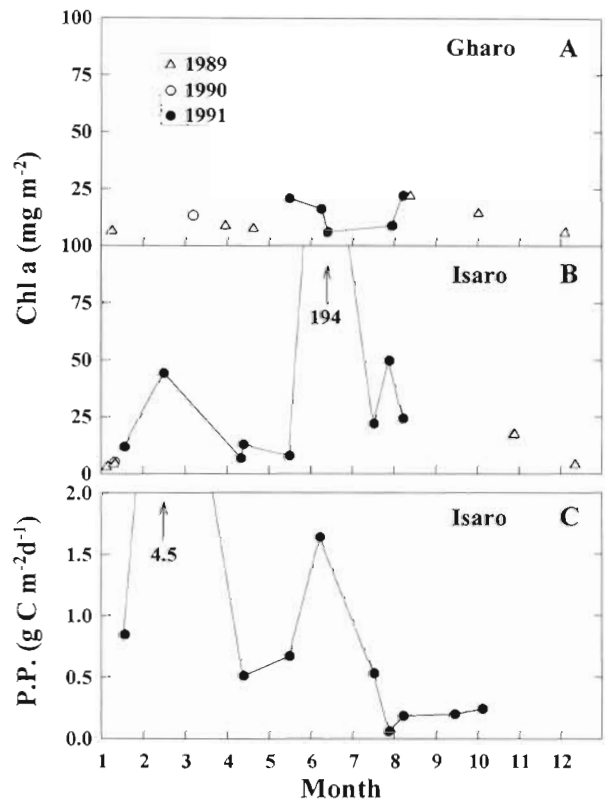 100
Gharo A
△ 1989
○ 1990
● 1991
75
50
25
Chl a (mg m⁻²)
100
Isaro B
75
194
50
25
0
2.0
Isaro C
4.5
1.5
1.0
0.5
0.0
P.P. (g C m⁻²d⁻¹)
1 2 3 4 5 6 7 8 9 10 11 12
Month